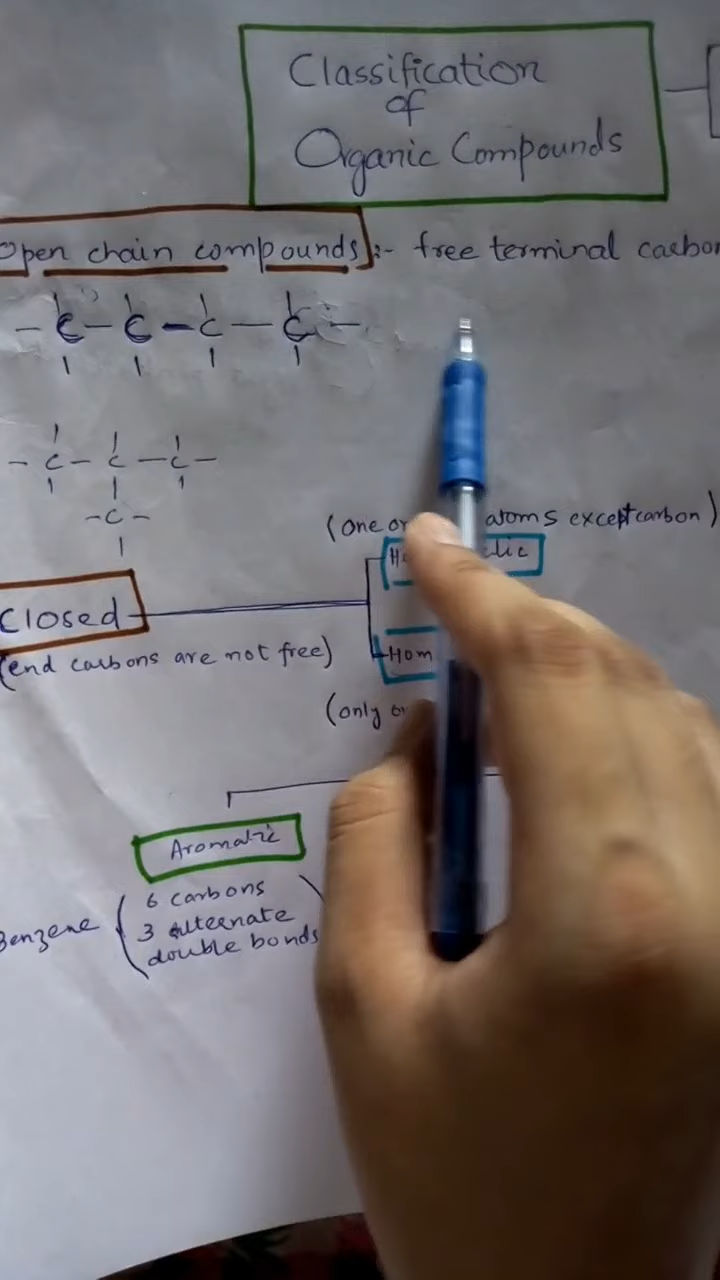 Classification
of
Organic Compounds
Open chain compounds :- free terminal carbon
- C - C - C - C -
- C - C - C -
- C -
(one or atoms except carbon)
Closed
(end carbons are not free)
(only
Aromatic
Benzene { 6 carbons
3 alternate
double bonds